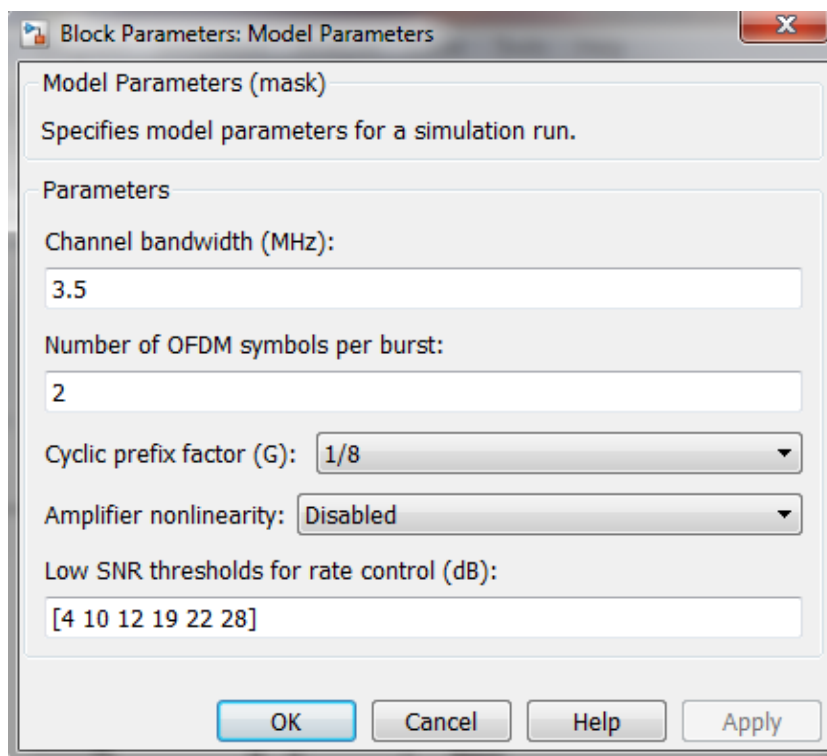 Block Parameters: Model Parameters
Model Parameters (mask)
Specifies model parameters for a simulation run.
Parameters
Channel bandwidth (MHz):
3.5
Number of OFDM symbols per burst:
2
Cyclic prefix factor (G): 1/8
Amplifier nonlinearity: Disabled
Low SNR thresholds for rate control (dB):
[4 10 12 19 22 28]
OK Cancel Help Apply